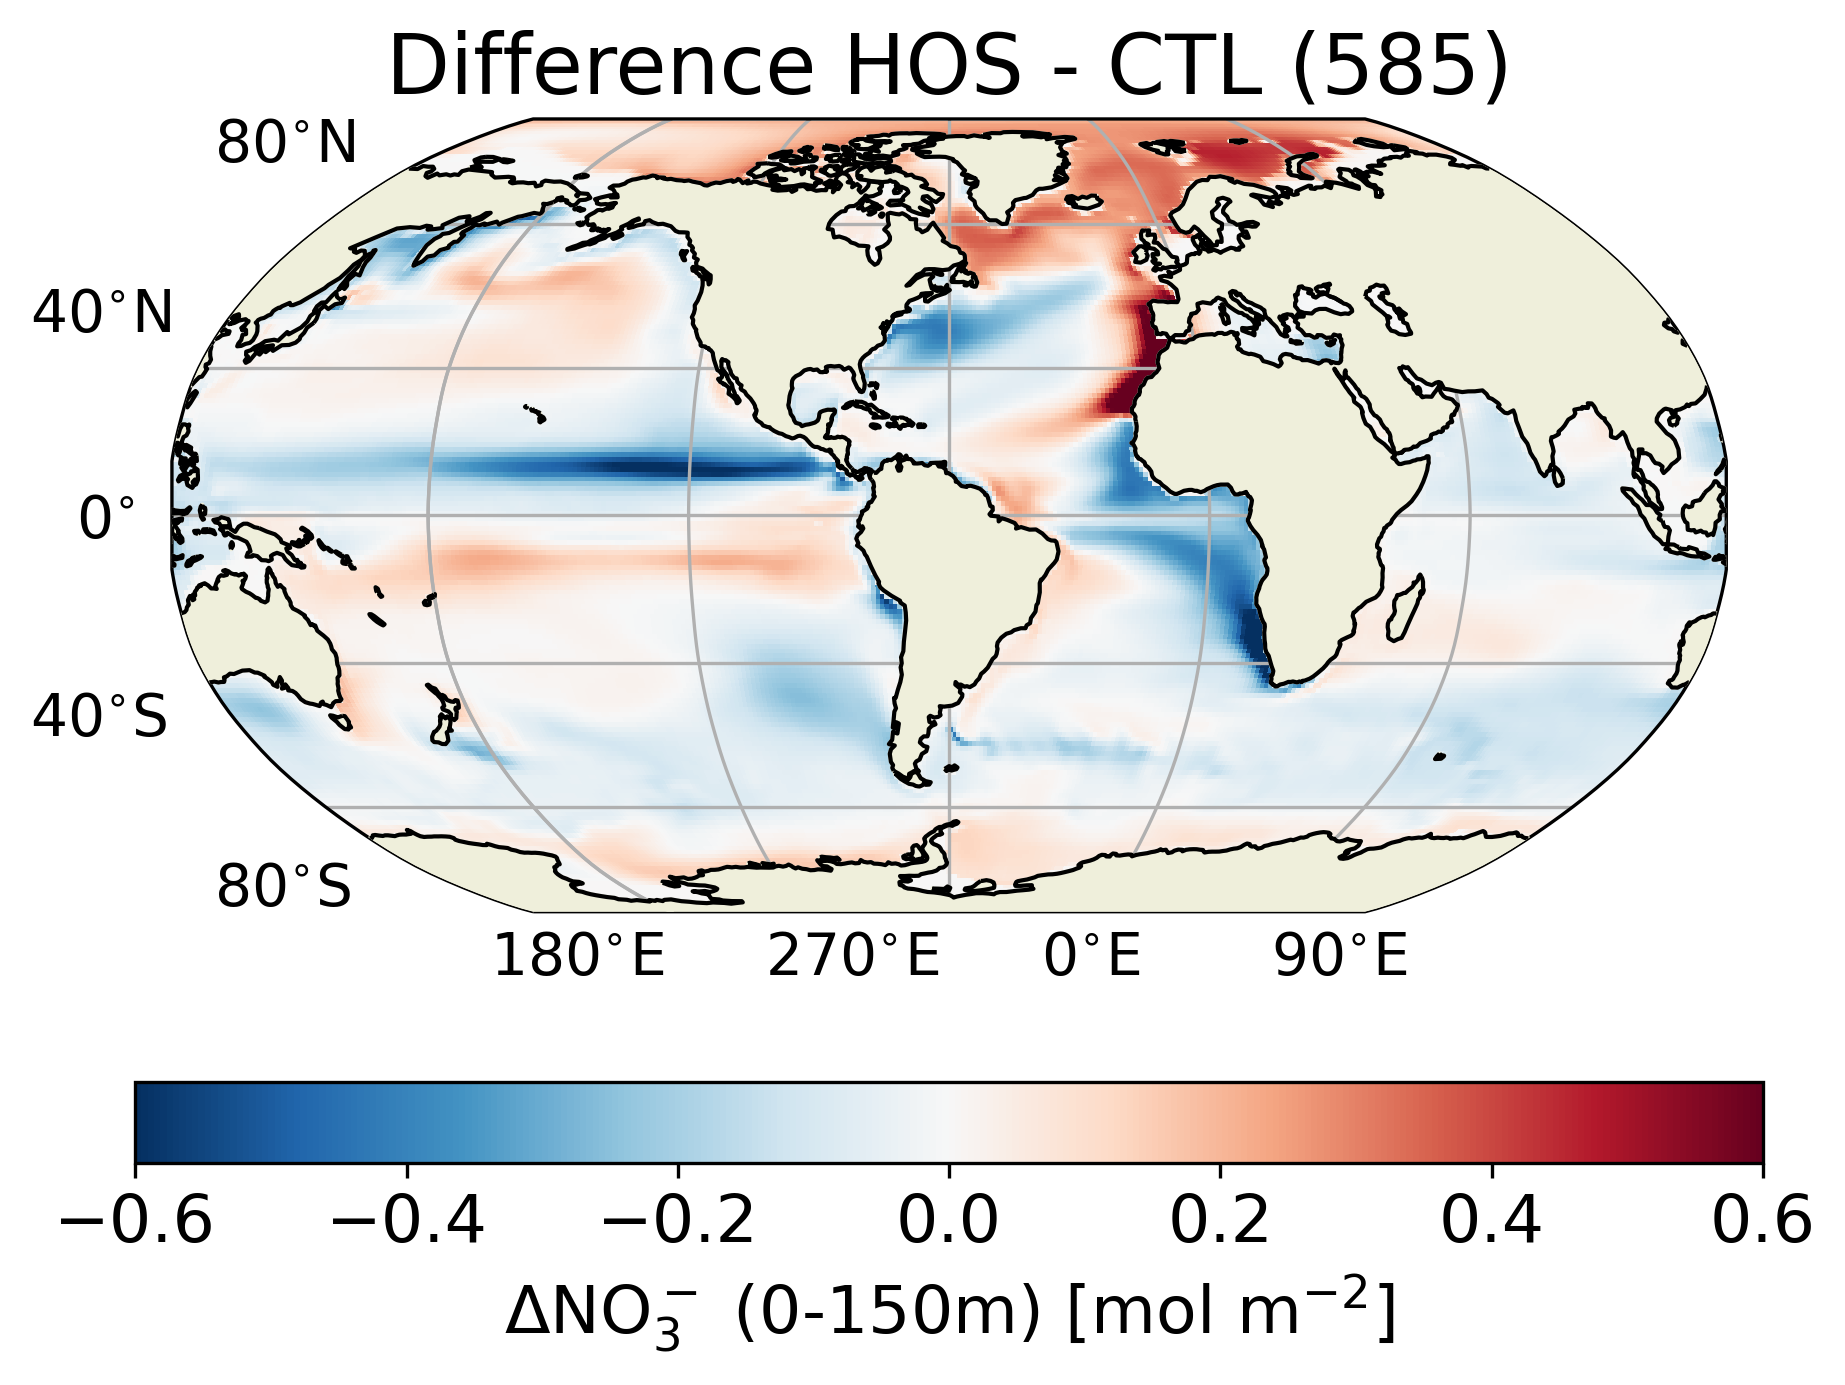 Difference HOS - CTL (585)
80°N
40°N
0°
40°S
80°S
180°E 270°E 0°E 90°E
−0.6 −0.4 −0.2 0.0 0.2 0.4 0.6
ΔNO₃⁻ (0-150m) [mol m⁻²]